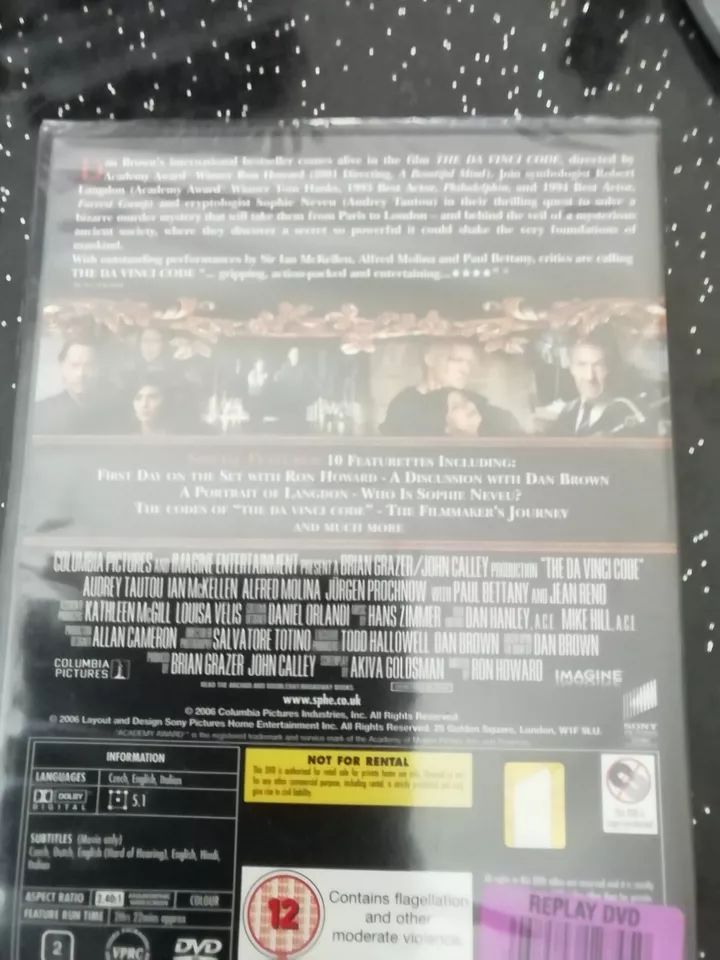 Dan Brown's international bestseller comes alive in the film THE DA VINCI CODE, directed by
Academy Award Winner Ron Howard (2001 Directing, A Beautiful Mind). Join symbologist Robert
Langdon (Academy Award Winner Tom Hanks, 1993 Best Actor, Philadelphia, and 1994 Best Actor,
Forrest Gump) and cryptologist Sophie Neveu (Audrey Tautou) in their thrilling quest to solve a
bizarre murder mystery that will take them from Paris to London – and behind the veil of a mysterious
ancient society, where they discover a secret so powerful it could shake the very foundations of
mankind.
With outstanding performances by Sir Ian McKellen, Alfred Molina and Paul Bettany, critics are calling
THE DA VINCI CODE "... gripping, action-packed and entertaining...
Special Features: 10 Featurettes Including:
First Day on the Set with Ron Howard - A Discussion with Dan Brown
A Portrait of Langdon - Who Is Sophie Neveu?
The codes of "the da vinci code" - The Filmmaker's Journey
and much more
COLUMBIA PICTURES AND IMAGINE ENTERTAINMENT PRESENT A BRIAN GRAZER/JOHN CALLEY PRODUCTION "THE DA VINCI CODE"
AUDREY TAUTOU IAN McKELLEN ALFRED MOLINA JÜRGEN PROCHNOW WITH PAUL BETTANY AND JEAN RENO
KATHLEEN McGILL LOUISA VELIS DANIEL ORLANDI HANS ZIMMER DAN HANLEY, A.C.E. MIKE HILL, A.C.E.
ALLAN CAMERON SALVATORE TOTINO TODD HALLOWELL DAN BROWN DAN BROWN
BRIAN GRAZER JOHN CALLEY AKIVA GOLDSMAN RON HOWARD
COLUMBIA PICTURES
IMAGINE
www.sphe.co.uk
© 2006 Columbia Pictures Industries, Inc. All Rights Reserved.
© 2006 Layout and Design Sony Pictures Home Entertainment Inc. All Rights Reserved. 25 Golden Square, London, W1F 9LU.
SONY
INFORMATION
LANGUAGES Czech, English, Italian
DOLBY DIGITAL 5.1
SUBTITLES (Movie only)
Czech, Dutch, English (Hard of Hearing), English, Hindi,
Italian
ASPECT RATIO 2.40:1 COLOUR
FEATURE RUN TIME 2Hrs 22mins approx
2 VPRC DVD
NOT FOR RENTAL
12
Contains flagellation
and other
moderate violence
REPLAY DVD